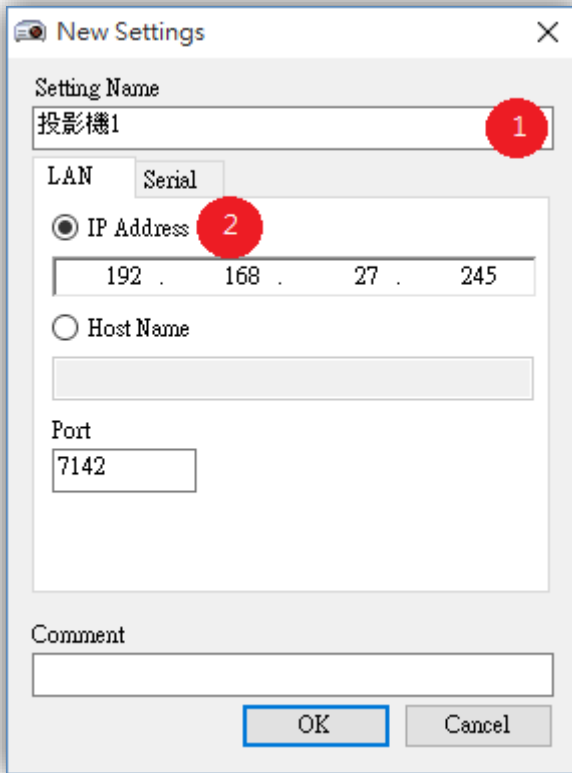 New Settings
Setting Name
投影機1
1
LAN
Serial
IP Address
2
192 . 168 . 27 . 245
Host Name
Port
7142
Comment
OK
Cancel